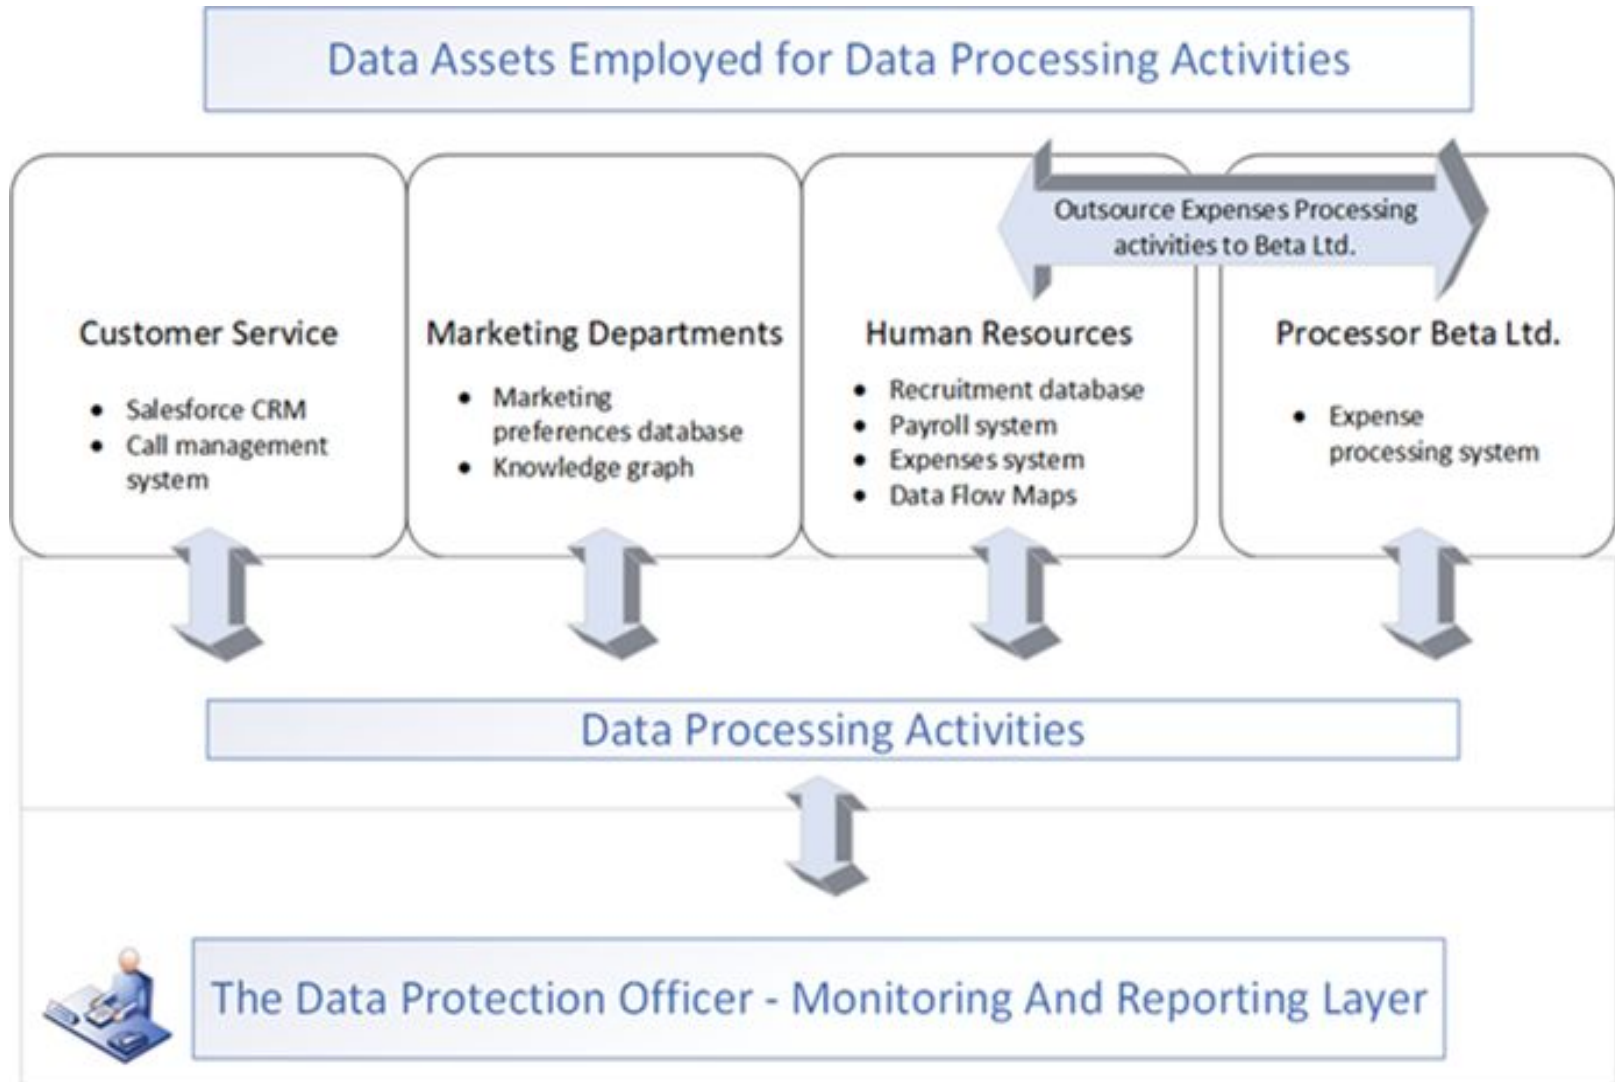 Data Assets Employed for Data Processing Activities
Outsource Expenses Processing
activities to Beta Ltd.
Customer Service
• Salesforce CRM
• Call management
system
Marketing Departments
• Marketing
preferences database
• Knowledge graph
Human Resources
• Recruitment database
• Payroll system
• Expenses system
• Data Flow Maps
Processor Beta Ltd.
• Expense
processing system
Data Processing Activities
The Data Protection Officer - Monitoring And Reporting Layer